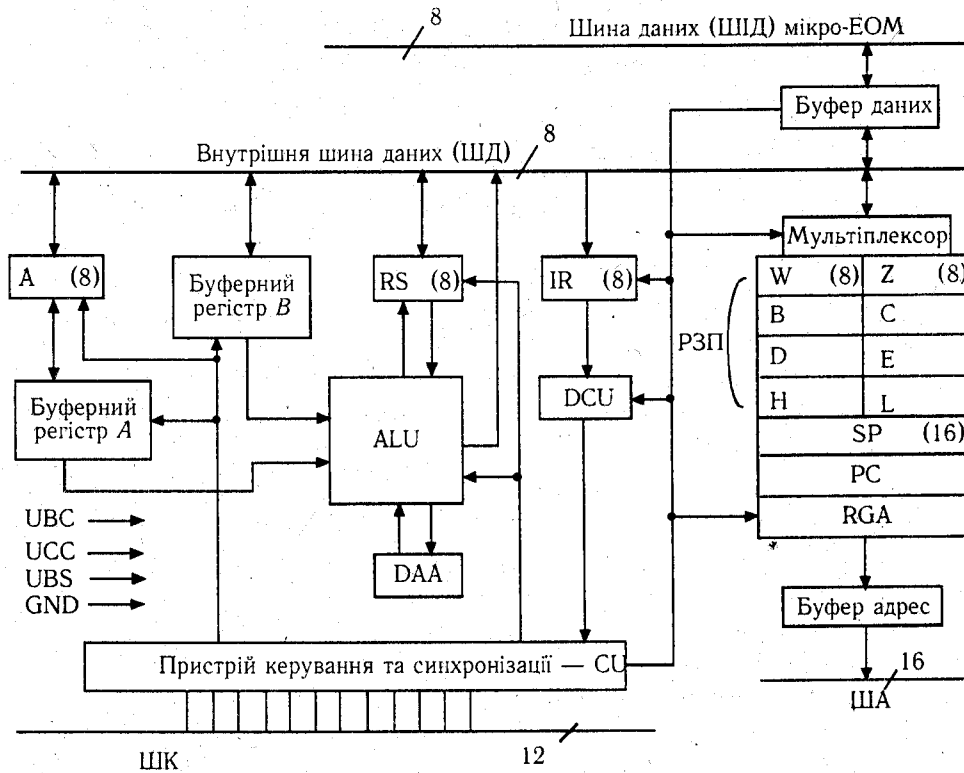 8
Шина даних (ШД) мікро-ЕОМ
8
Буфер даних
Внутрішня шина даних (ШД)
8
Мультіплексор
A (8)
Буферний
регістр B
RS (8)
IR (8)
W (8) Z (8)
B C
РЗП
D E
H L
SP (16)
PC
RGA
Буферний
регістр A
ALU
DCU
UBC
UCC
UBS
GND
DAA
Буфер адрес
Пристрій керування та синхронізації — CU
16
ША
12
ШК